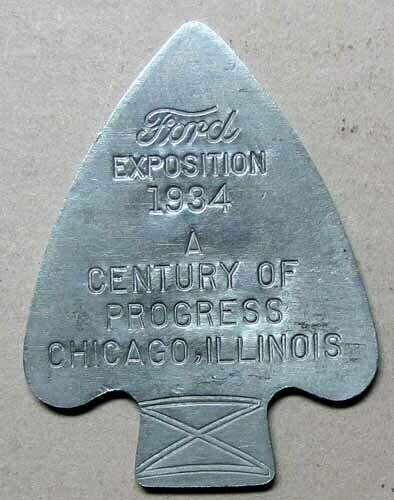 Ford
EXPOSITION
1934
A
CENTURY OF
PROGRESS
CHICAGO, ILLINOIS